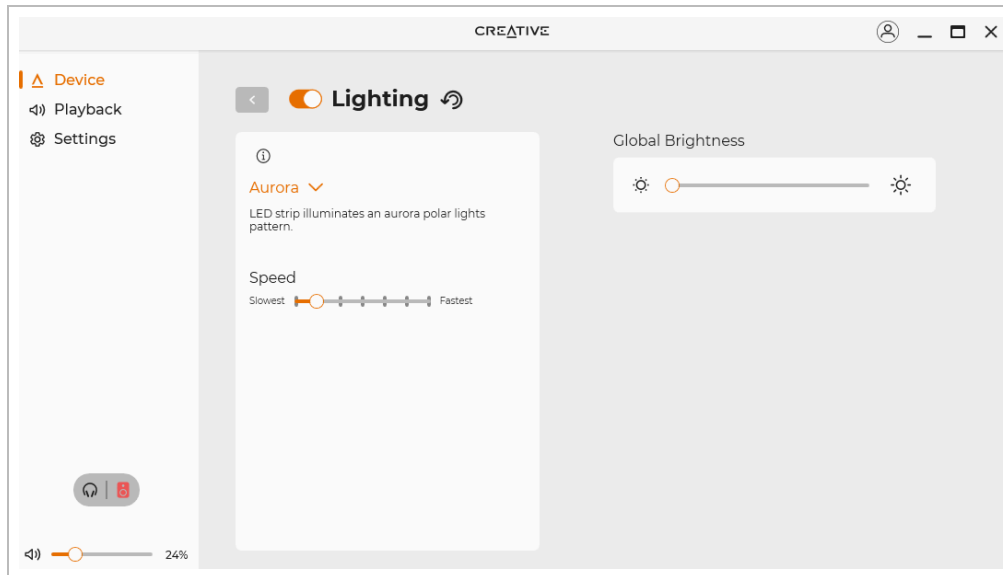 CREATIVE
Device
Playback
Settings
Lighting
Aurora
LED strip illuminates an aurora polar lights
pattern.
Speed
Slowest Fastest
Global Brightness
24%